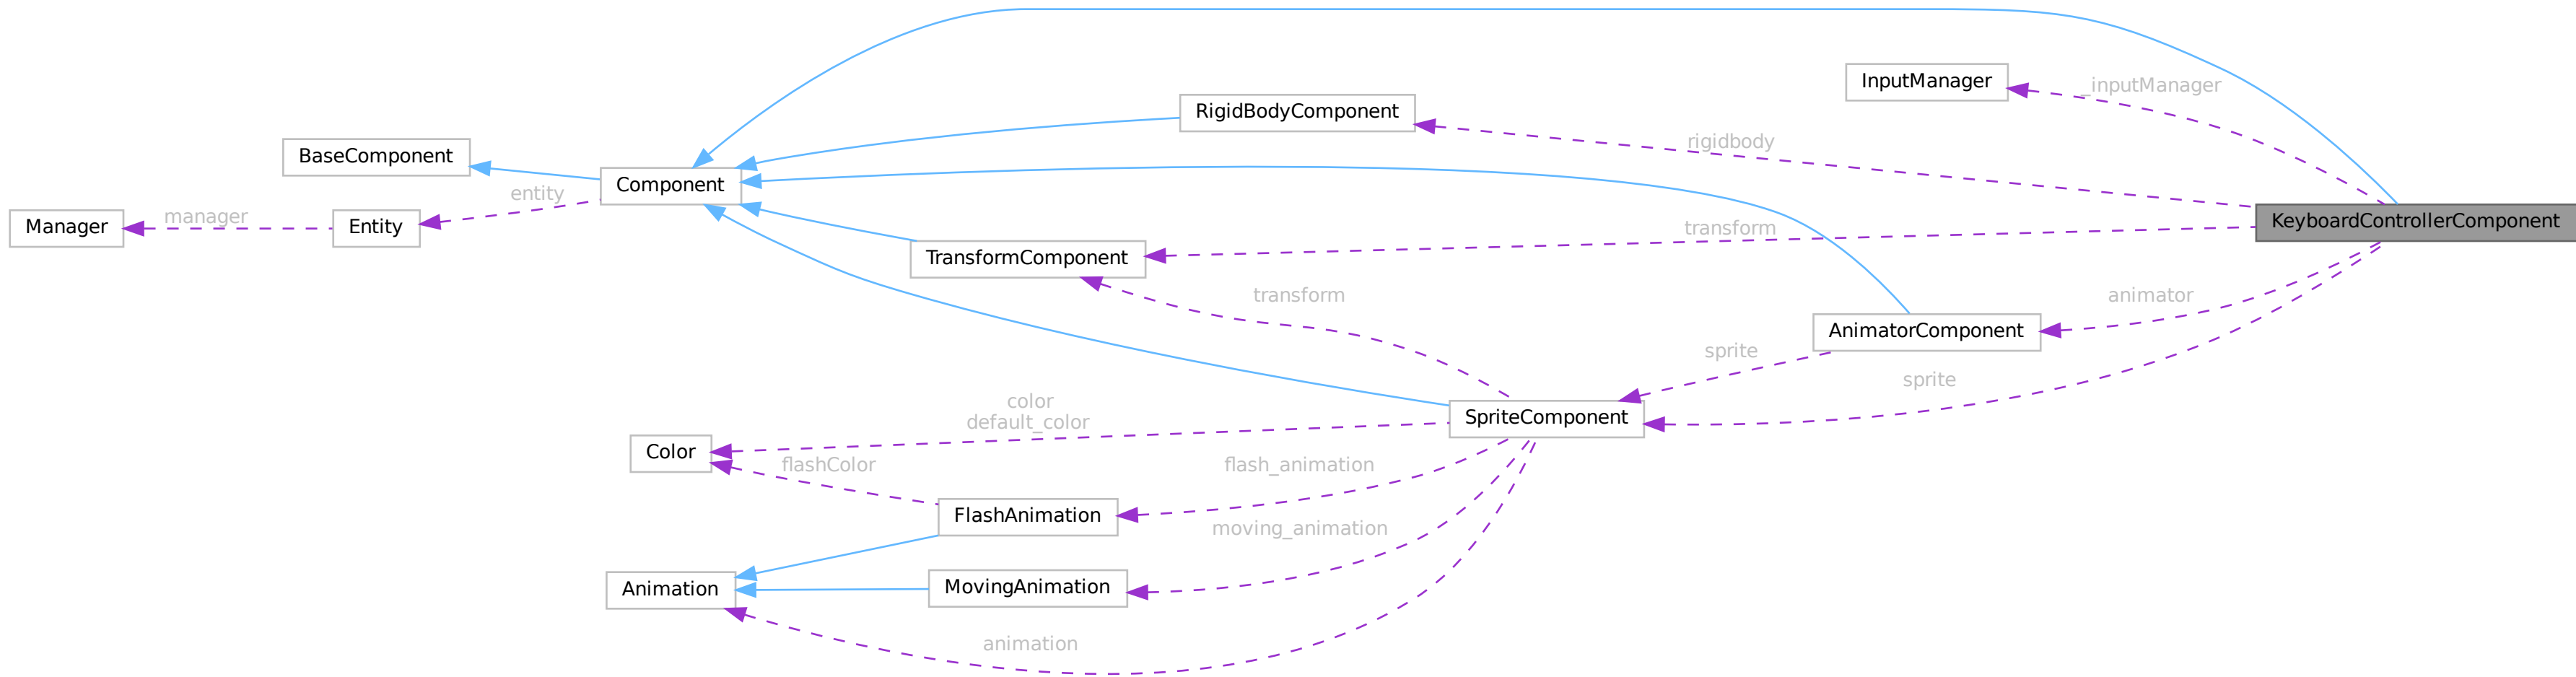 InputManager
_inputManager
RigidBodyComponent
rigidbody
BaseComponent
Component
entity
manager
Manager
Entity
KeyboardControllerComponent
transform
TransformComponent
transform
animator
AnimatorComponent
sprite
sprite
color
default_color
SpriteComponent
Color
flashColor
flash_animation
FlashAnimation
moving_animation
Animation
MovingAnimation
animation